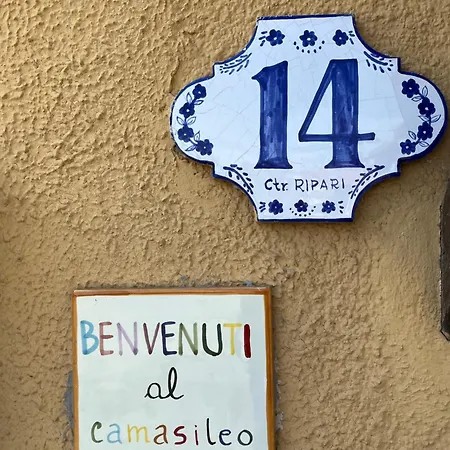 14
Ctr. RIPARI
BENVENUTI
al
camasileo